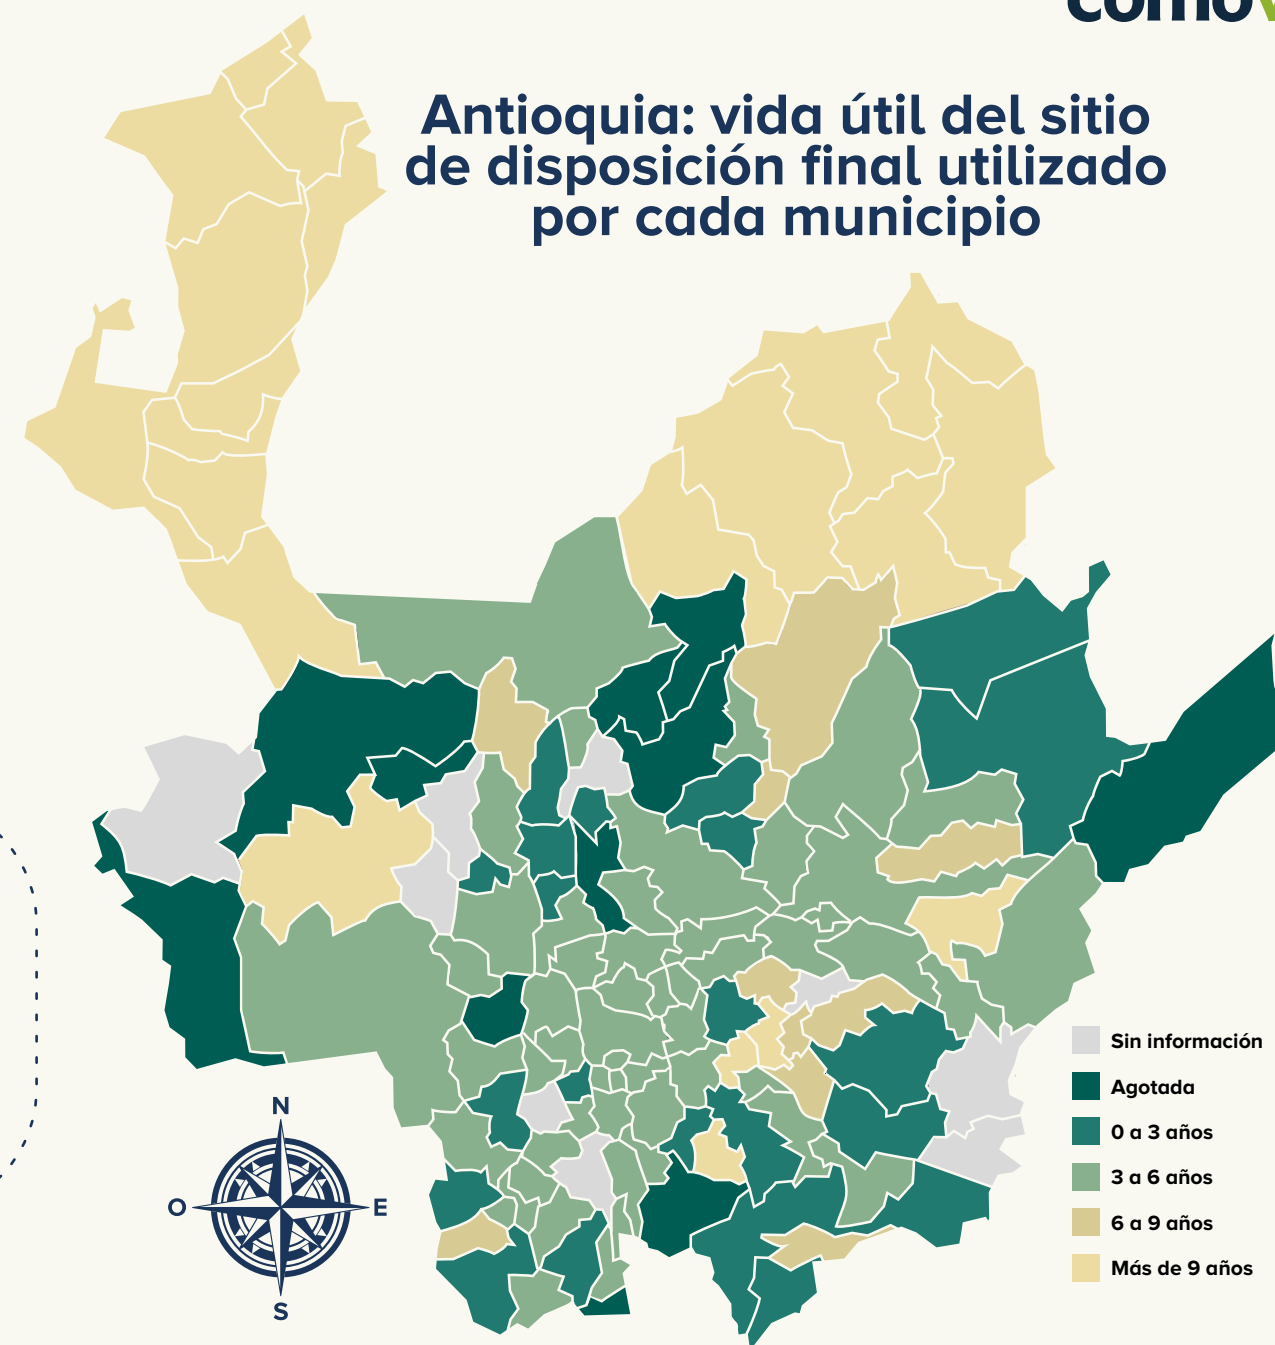 Antioquia: vida útil del sitio
de disposición final utilizado
por cada municipio
Sin información
Agotada
0 a 3 años
3 a 6 años
6 a 9 años
Más de 9 años
N
O
E
S